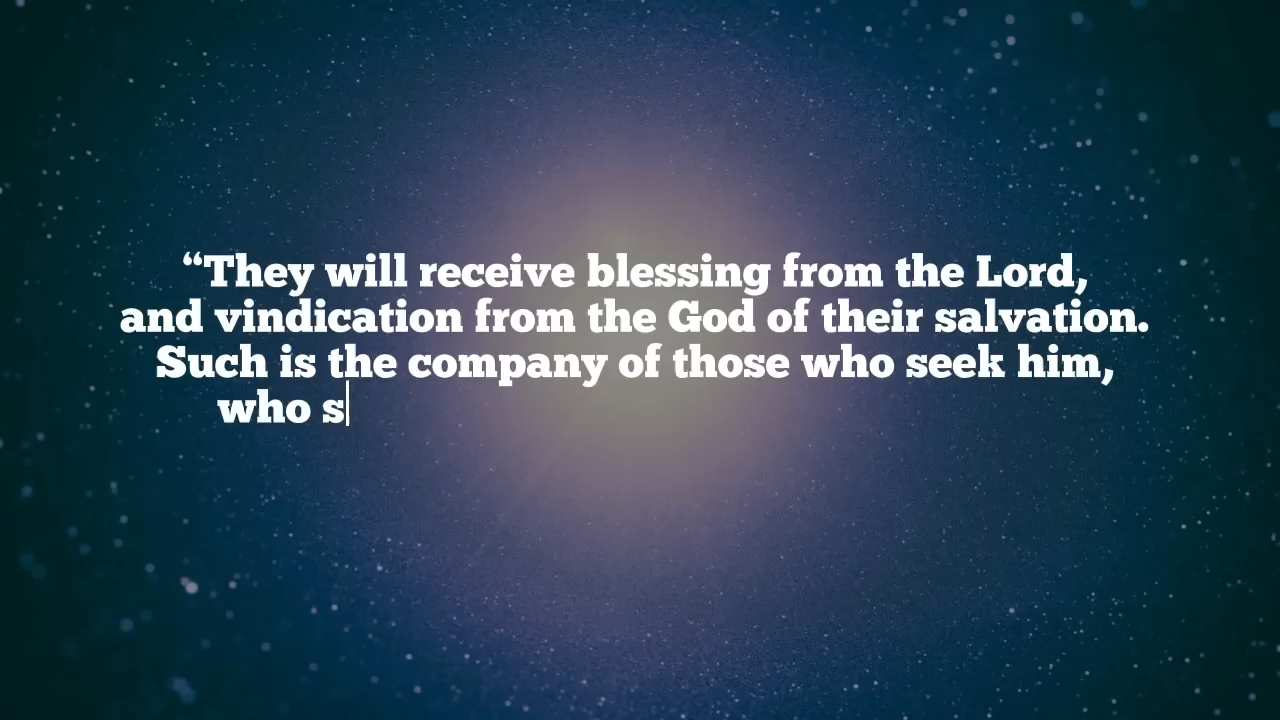 “They will receive blessing from the Lord,
and vindication from the God of their salvation.
Such is the company of those who seek him,
who s